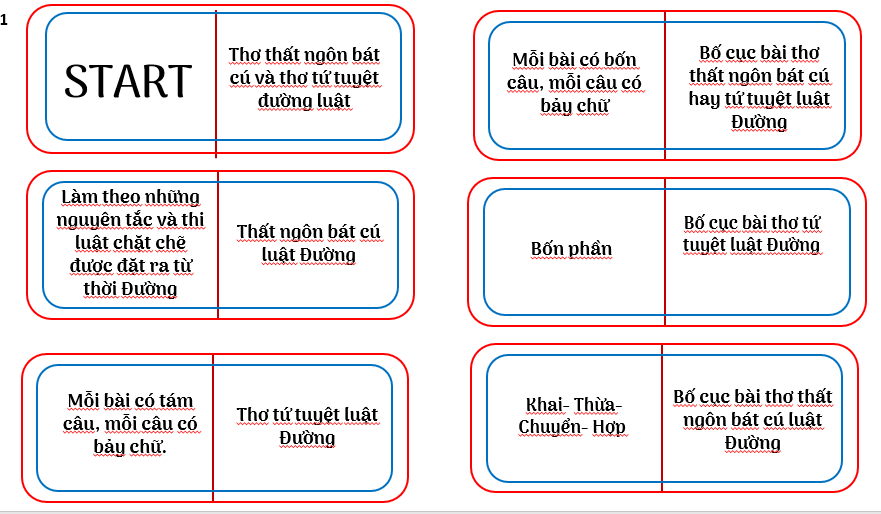 1
START
Thơ thất ngôn bát
cú và thơ tứ tuyệt
đường luật
Làm theo những
nguyên tắc và thi
luật chặt chẽ
được đặt ra từ
thời Đường
Thất ngôn bát cú
luật Đường
Mỗi bài có tám
câu, mỗi câu có
bảy chữ.
Thơ tứ tuyệt luật
Đường
Mỗi bài có bốn
câu, mỗi câu có
bảy chữ
Bố cục bài thơ
thất ngôn bát cú
hay tứ tuyệt luật
Đường
Bốn phần
Bố cục bài thơ tứ
tuyệt luật Đường
Khai- Thừa-
Chuyển- Hợp
Bố cục bài thơ thất
ngôn bát cú luật
Đường